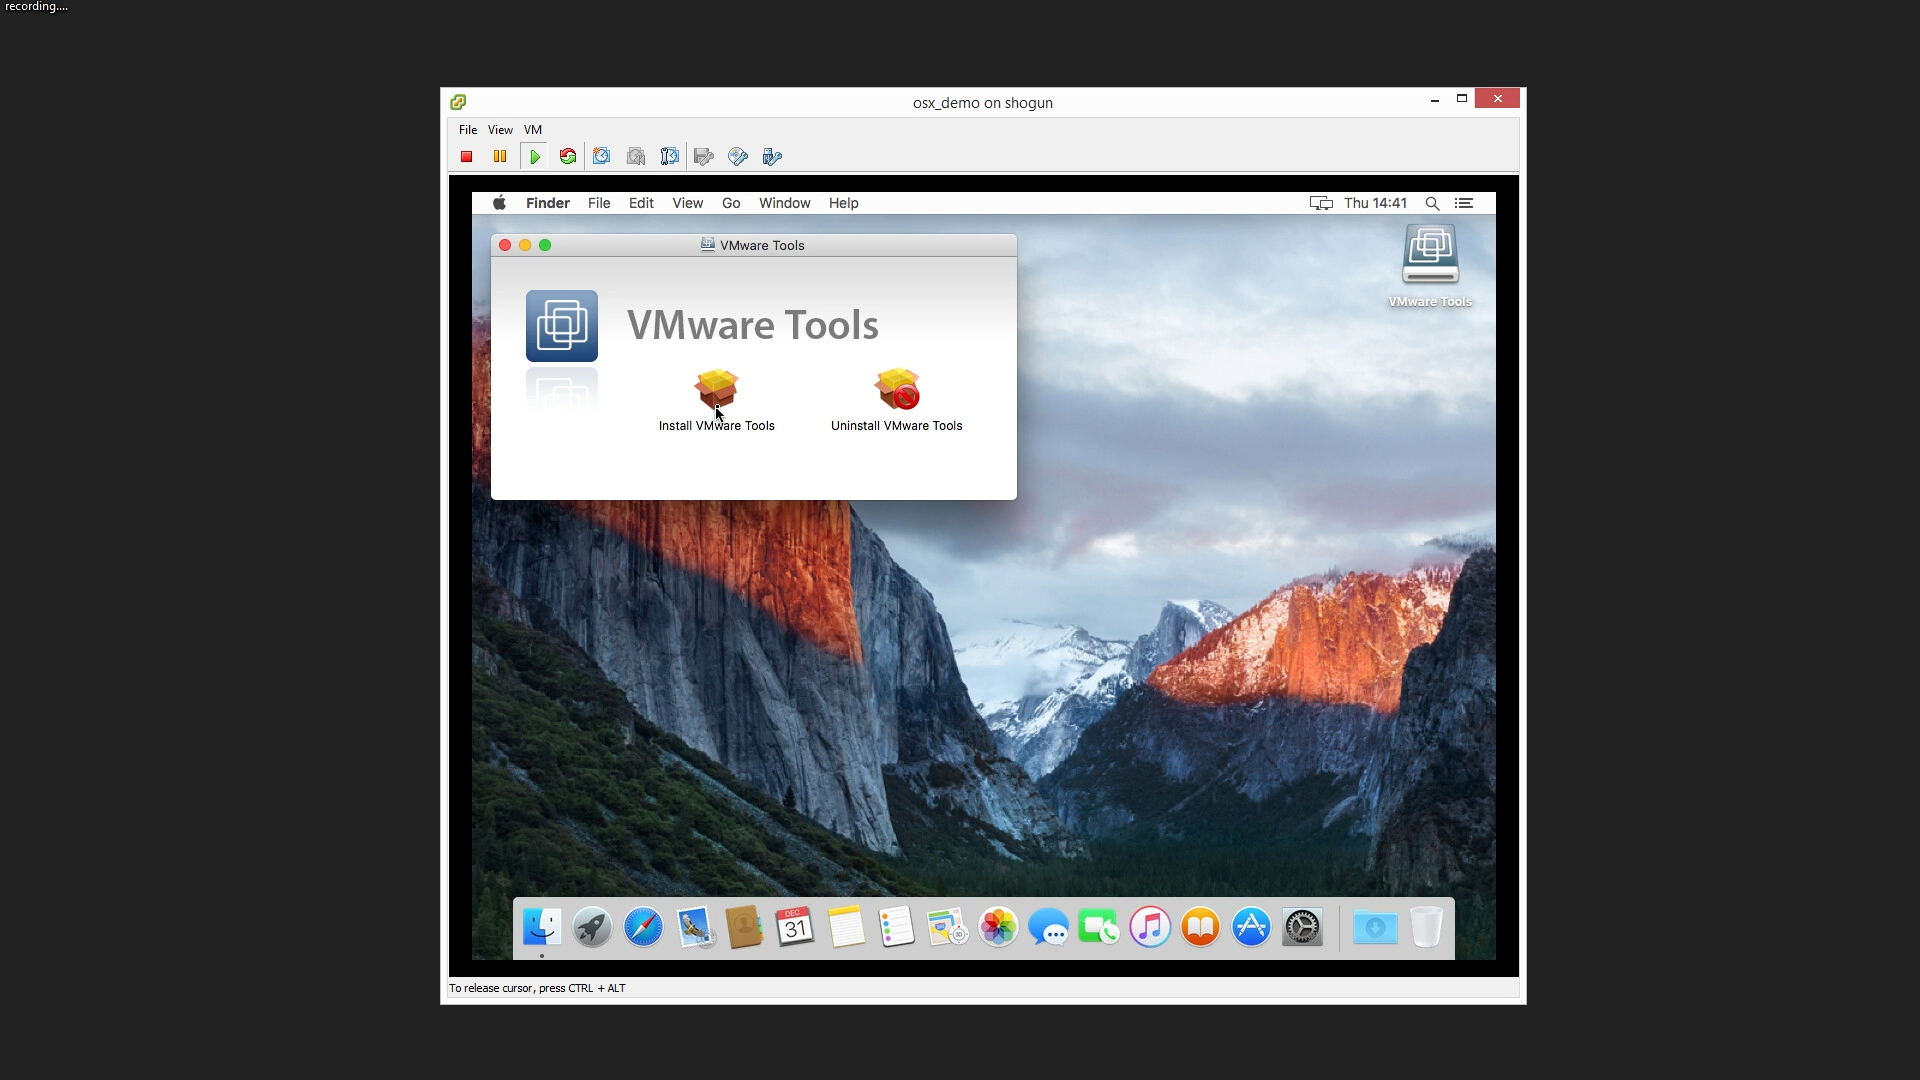 recording....
osx_demo on shogun
File View VM
Finder File Edit View Go Window Help Thu 14:41
VMware Tools
VMware Tools
VMware Tools
Install VMware Tools
Uninstall VMware Tools
DEC
31
To release cursor, press CTRL + ALT